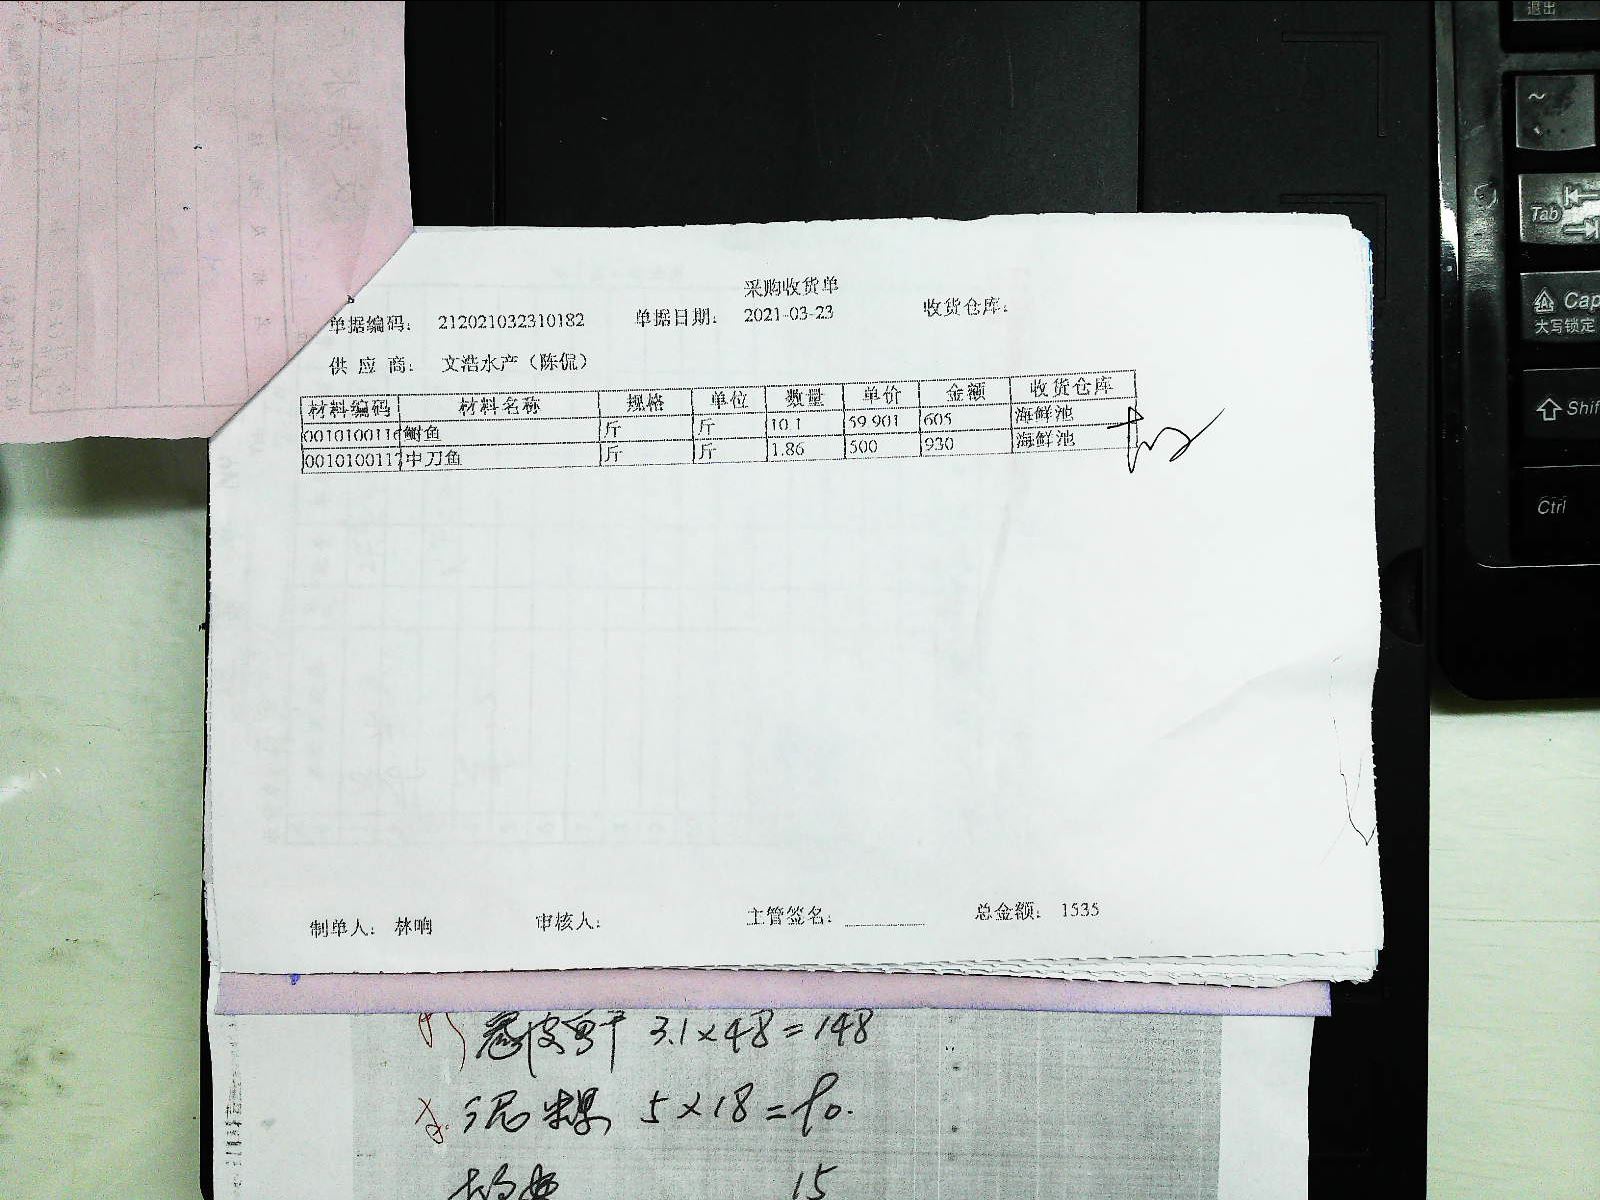 采购收货单
单据编码： 212021032310182 单据日期： 2021-03-23 收货仓库：
供应商： 文浩水产（陈侃）
材料编码 材料名称 规格 单位 数量 单价 金额 收货仓库
0010100116 鲥鱼 斤 斤 10.1 59.901 605 海鲜池
0010100117 中刀鱼 斤 斤 1.86 500 930 海鲜池
制单人： 林响 审核人： 主管签名： 总金额： 1535
3.1×48=148
5×18=90.
15
退出
~
Tab
Cap
大写锁定
Shif
Ctrl